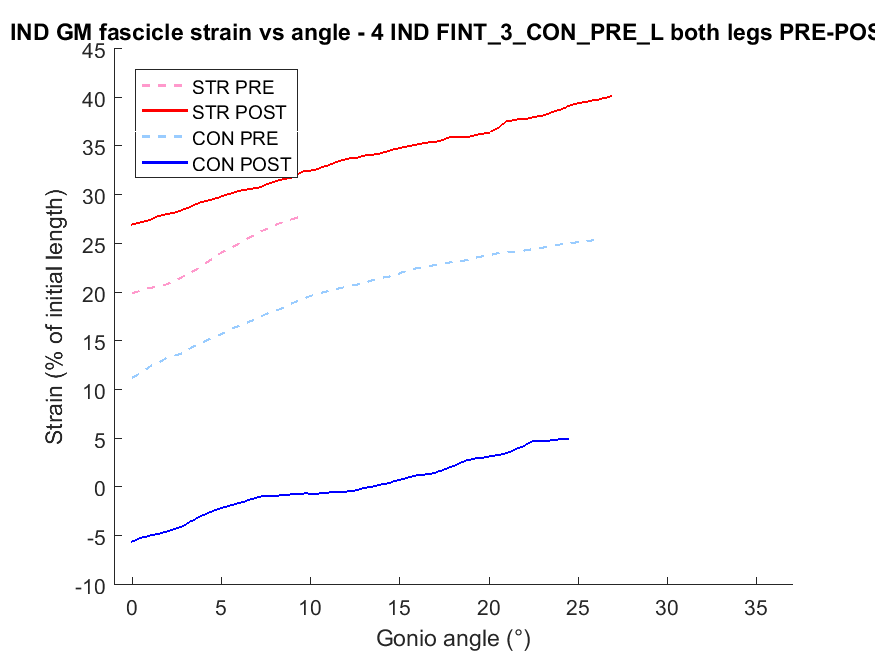 IND GM fascicle strain vs angle - 4 IND FINT_3_CON_PRE_L both legs PRE-POS
45
40
35
30
25
20
15
10
5
0
-5
-10
Strain (% of initial length)
STR PRE
STR POST
CON PRE
CON POST
0 5 10 15 20 25 30 35
Gonio angle (°)